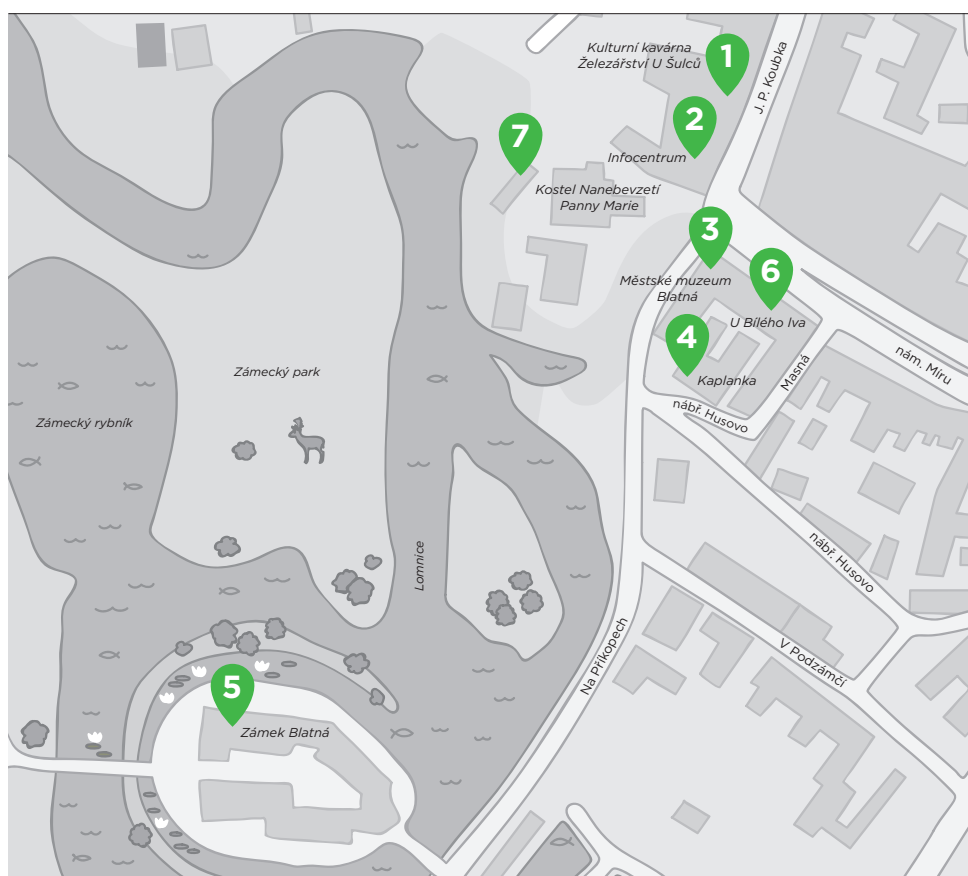 Kulturní kavárna
Železářství U Šulců
1
J. P. Koubka
2
Infocentrum
7
Kostel Nanebevzetí
Panny Marie
3
Městské muzeum
Blatná
6
U Bílého lva
4
Kaplanka
Masná
nám. Míru
nábř. Husovo
Zámecký park
Zámecký rybník
Lomnice
nábř. Husovo
V Podzámčí
Na Příkopech
5
Zámek Blatná